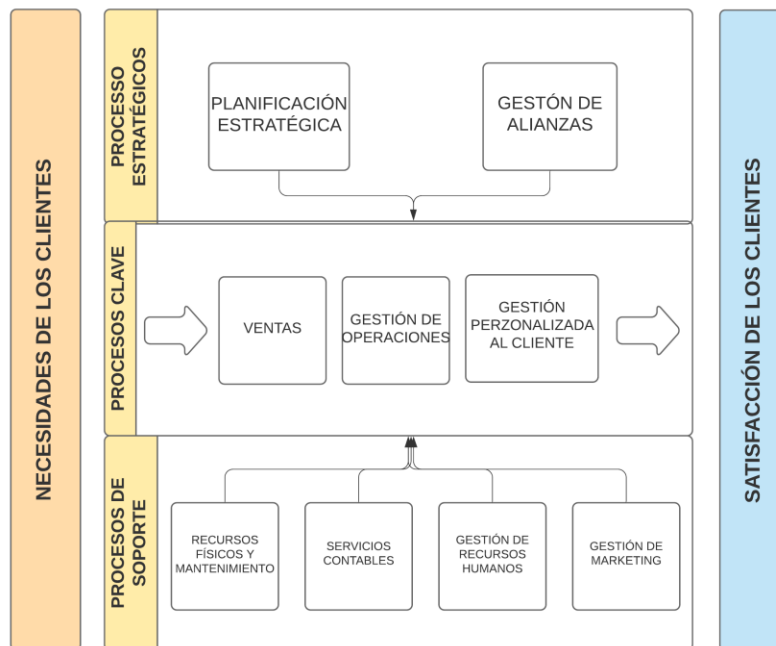 NECESIDADES DE LOS CLIENTES
PROCESSO
ESTRATÉGICOS
PLANIFICACIÓN
ESTRATÉGICA
GESTÓN DE
ALIANZAS
PROCESOS CLAVE
VENTAS
GESTIÓN DE
OPERACIONES
GESTIÓN
PERZONALIZADA
AL CLIENTE
PROCESOS DE
SOPORTE
RECURSOS
FÍSICOS Y
MANTENIMIENTO
SERVICIOS
CONTABLES
GESTIÓN DE
RECURSOS
HUMANOS
GESTIÓN DE
MARKETING
SATISFACCIÓN DE LOS CLIENTES